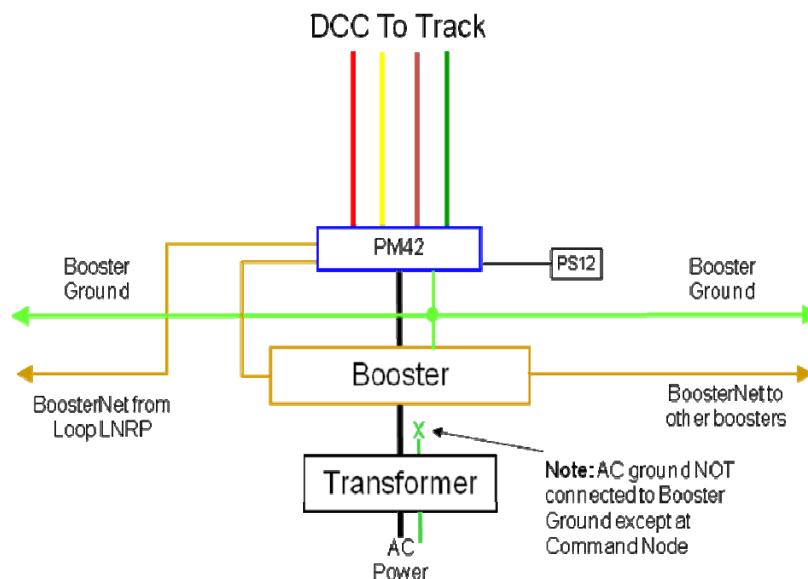 DCC To Track
PM42
PS12
Booster
Ground
Booster
Ground
Booster
BoosterNet from
Loop LNRP
BoosterNet to
other boosters
X
Transformer
Note: AC ground NOT
connected to Booster
Ground except at
Command Node
AC
Power